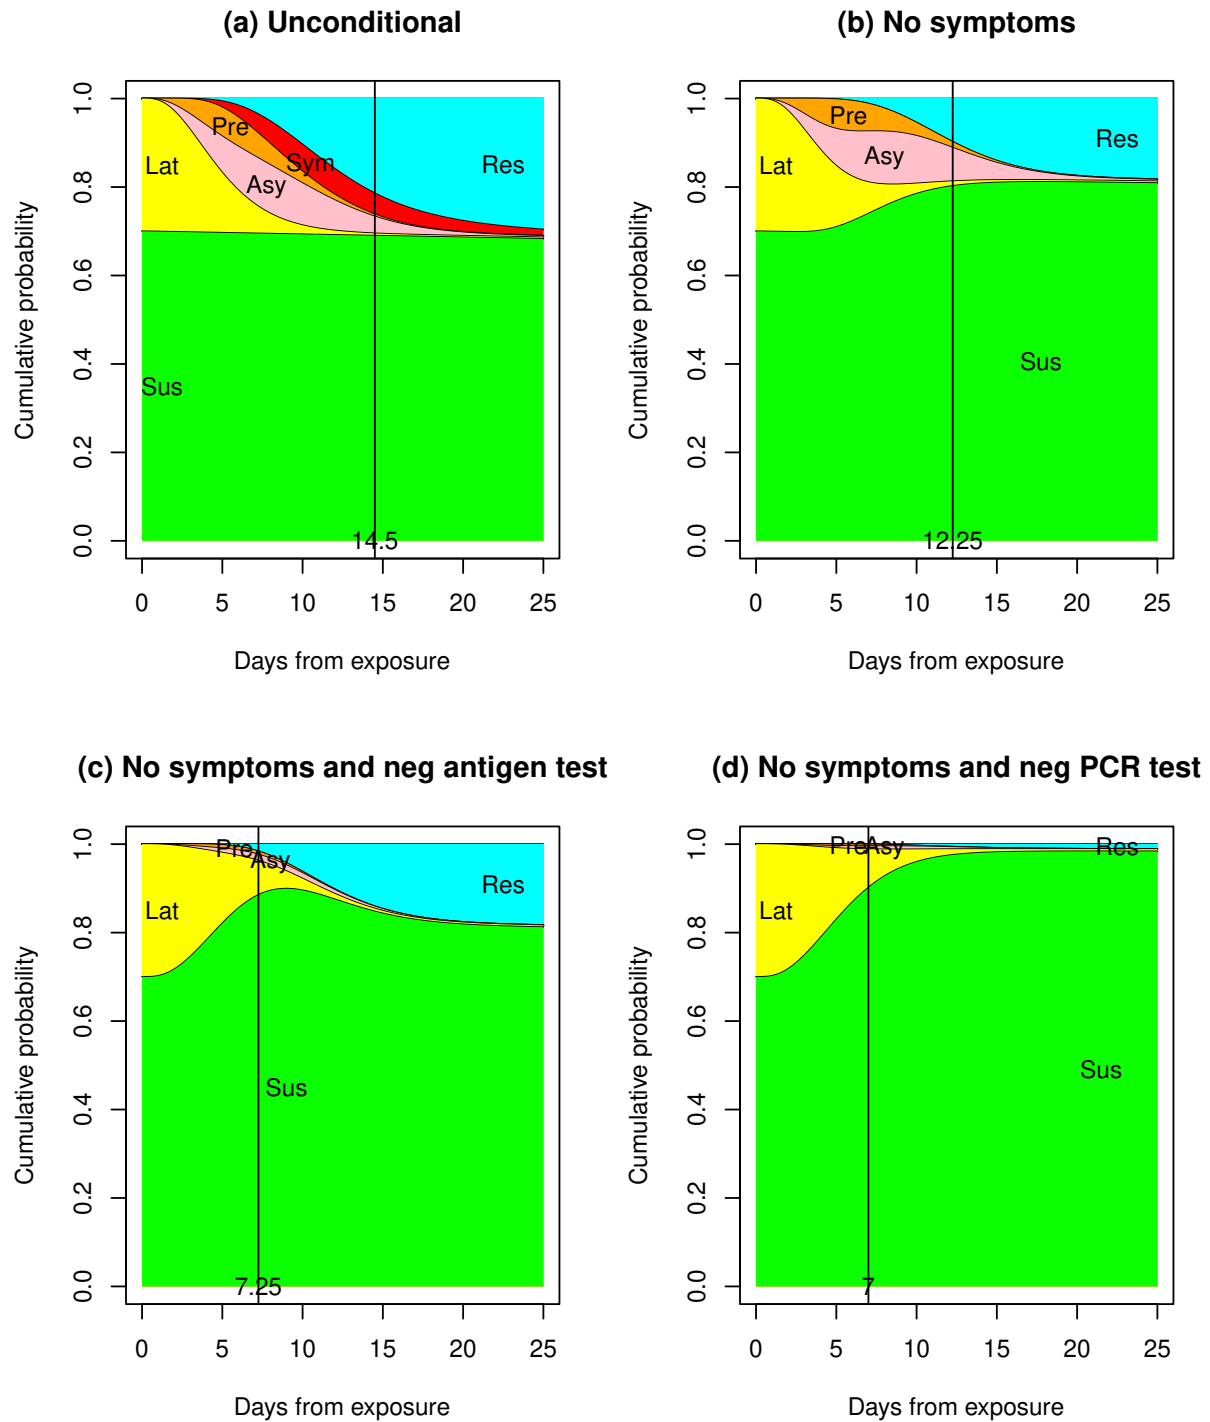 (a) Unconditional
Cumulative probability
1.0
0.8
0.6
0.4
0.2
0.0
Lat
Pre
Asy
Sym
Res
Sus
14.5
0 5 10 15 20 25
Days from exposure
(b) No symptoms
Cumulative probability
1.0
0.8
0.6
0.4
0.2
0.0
Lat
Pre
Asy
Res
Sus
12.25
0 5 10 15 20 25
Days from exposure
(c) No symptoms and neg antigen test
Cumulative probability
1.0
0.8
0.6
0.4
0.2
0.0
Lat
Pre
Asy
Res
Sus
7.25
0 5 10 15 20 25
Days from exposure
(d) No symptoms and neg PCR test
Cumulative probability
1.0
0.8
0.6
0.4
0.2
0.0
Lat
Pre
Asy
Res
Sus
7
0 5 10 15 20 25
Days from exposure